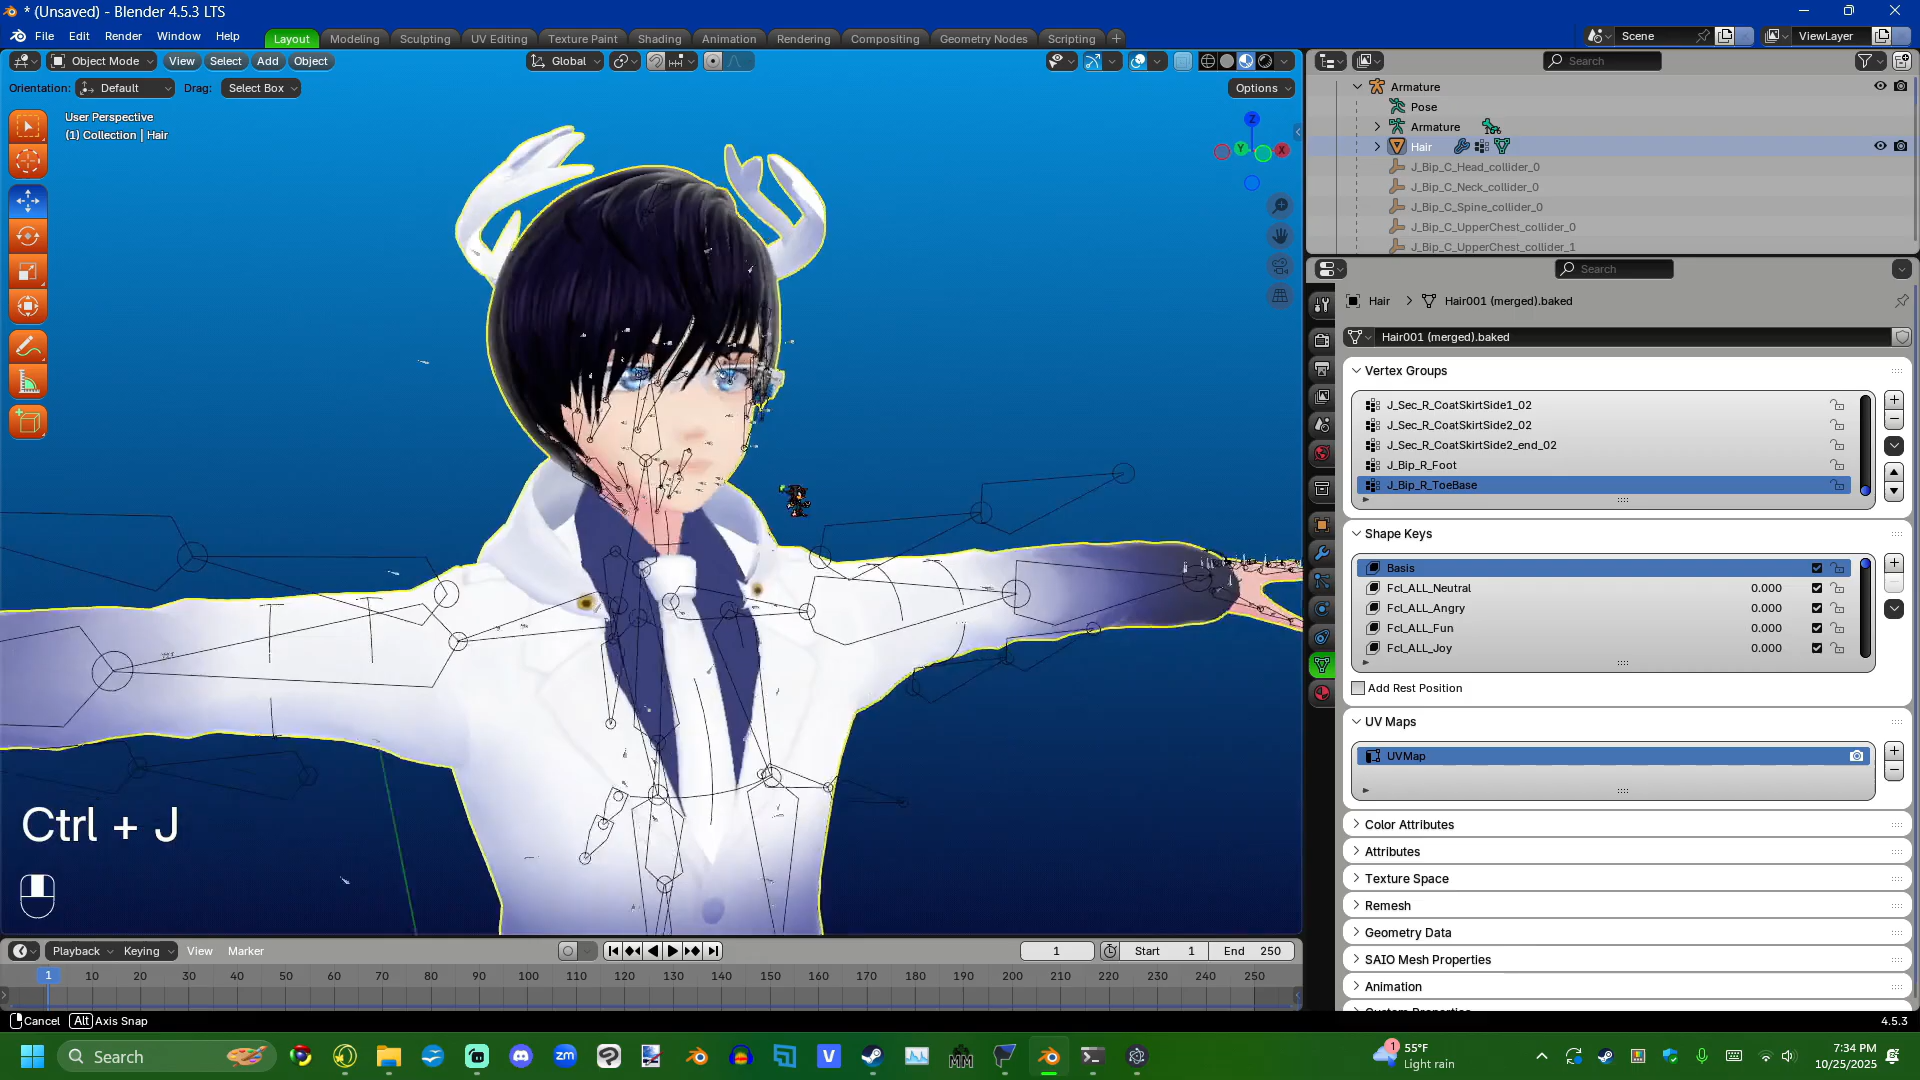 * (Unsaved) - Blender 4.5.3 LTS
File Edit Render Window Help
Layout Modeling Sculpting UV Editing Texture Paint Shading Animation Rendering Compositing Geometry Nodes Scripting
Scene
ViewLayer
Object Mode View Select Add Object
Global
Search
Orientation: Default Drag: Select Box
Options
User Perspective
(1) Collection | Hair
Z
Y
X
Armature
Pose
Armature
Hair
J_Bip_C_Head_collider_0
J_Bip_C_Neck_collider_0
J_Bip_C_Spine_collider_0
J_Bip_C_UpperChest_collider_0
J_Bip_C_UpperChest_collider_1
Search
Hair > Hair001 (merged).baked
Hair001 (merged).baked
Vertex Groups
J_Sec_R_CoatSkirtSide1_02
J_Sec_R_CoatSkirtSide2_02
J_Sec_R_CoatSkirtSide2_end_02
J_Bip_R_Foot
J_Bip_R_ToeBase
Shape Keys
Basis
Fcl_ALL_Neutral 0.000
Fcl_ALL_Angry 0.000
Fcl_ALL_Fun 0.000
Fcl_ALL_Joy 0.000
Add Rest Position
UV Maps
UVMap
Color Attributes
Attributes
Texture Space
Remesh
Geometry Data
SAIO Mesh Properties
Animation
Ctrl + J
Playback Keying View Marker
1 Start 1 End 250
1 10 20 30 40 50 60 70 80 90 100 110 120 130 140 150 160 170 180 190 200 210 220 230 240 250
Cancel Alt Axis Snap
4.5.3
Search
zm
V
MM
1
55°F
Light rain
7:34 PM
10/25/2025